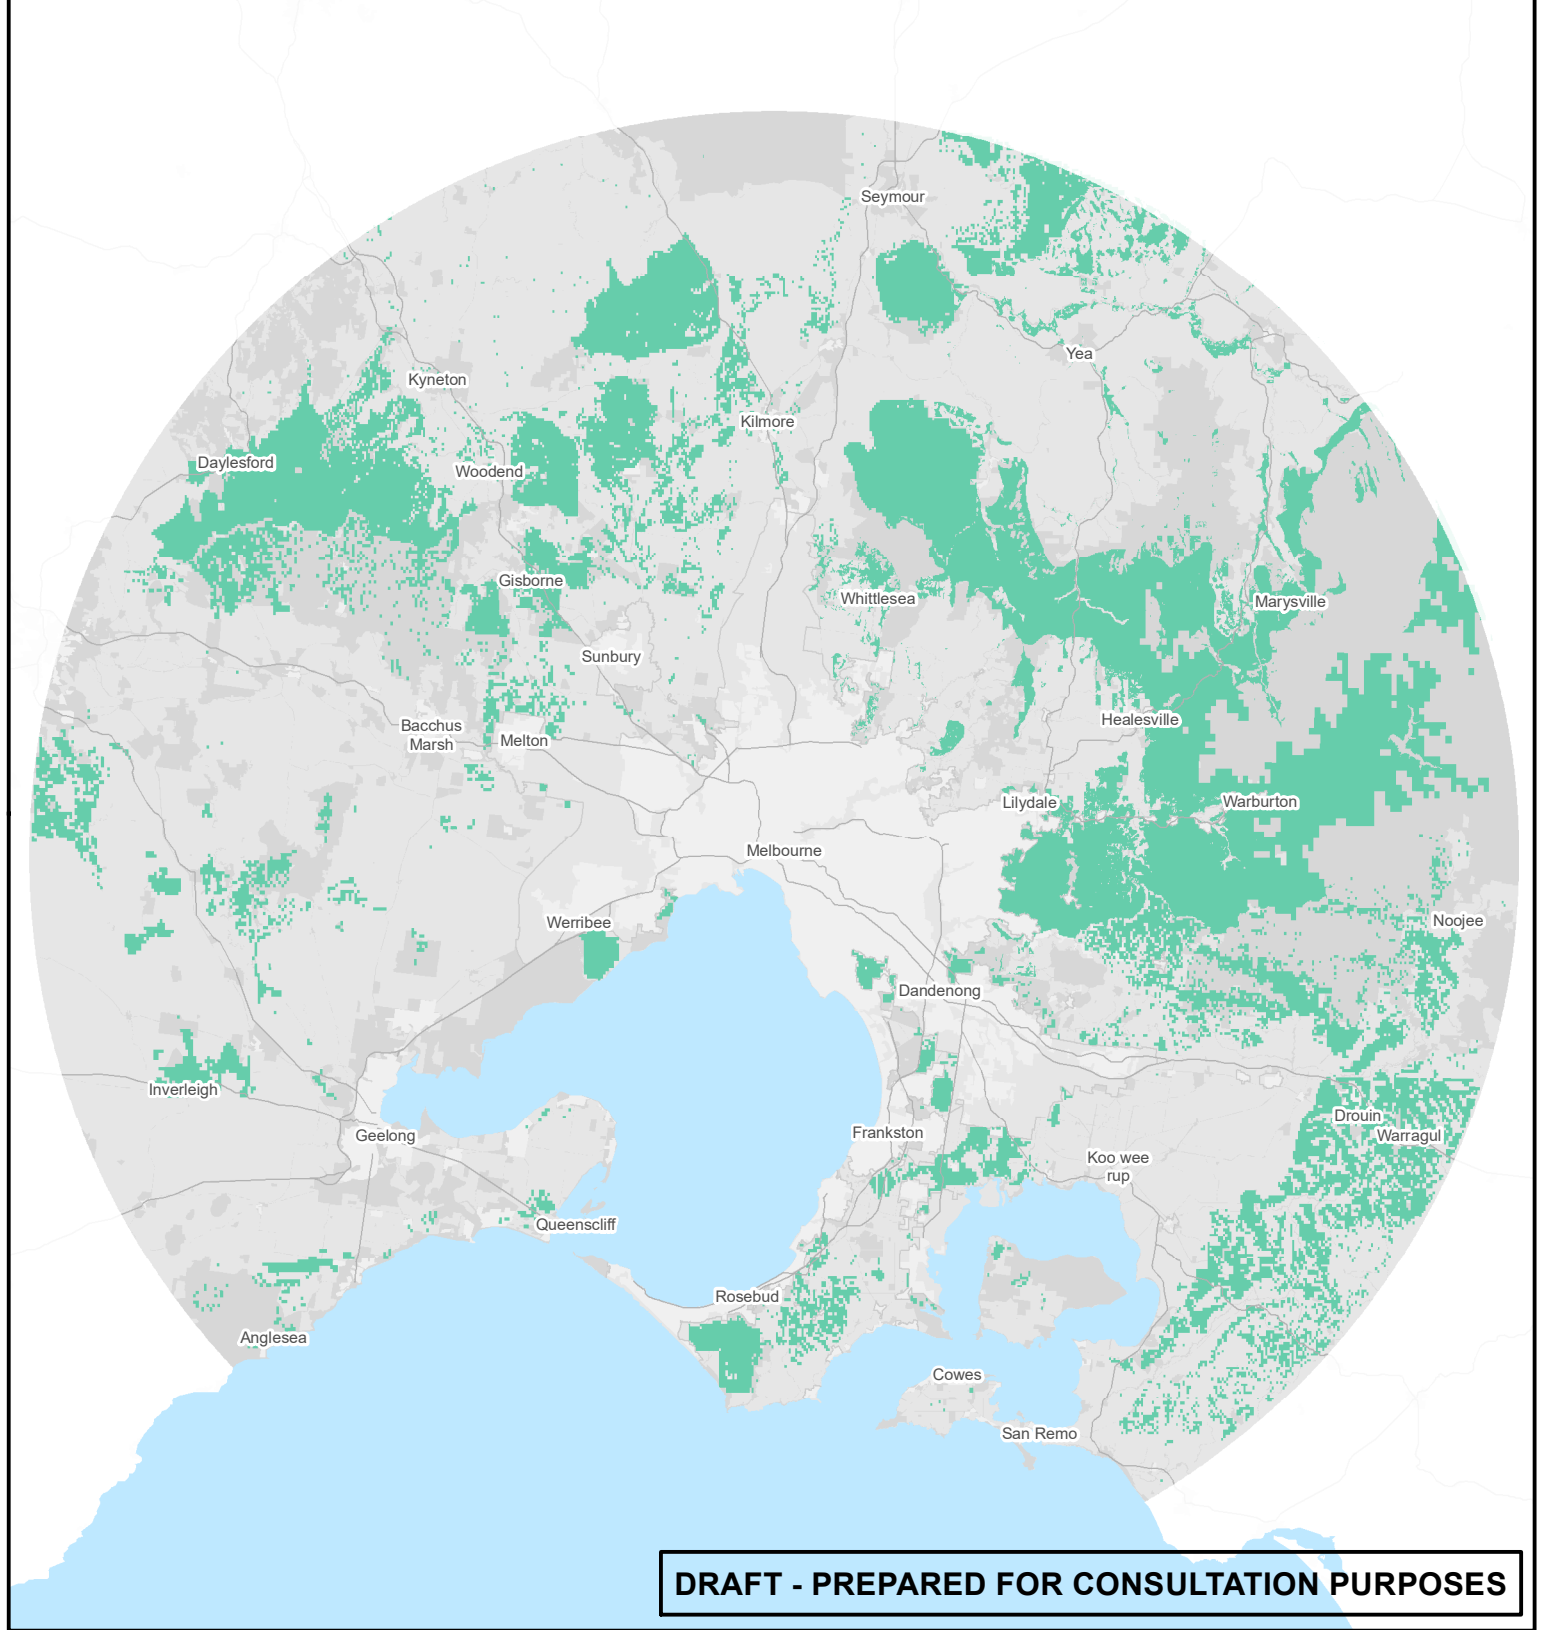 Seymour
Yea
Kyneton
Kilmore
Daylesford
Woodend
Gisborne
Whittlesea
Marysville
Sunbury
Healesville
Bacchus
Marsh
Melton
Lilydale
Warburton
Melbourne
Werribee
Noojee
Dandenong
Inverleigh
Drouin
Geelong
Frankston
Warragul
Koo wee
rup
Queenscliff
Rosebud
Anglesea
Cowes
San Remo
DRAFT - PREPARED FOR CONSULTATION PURPOSES